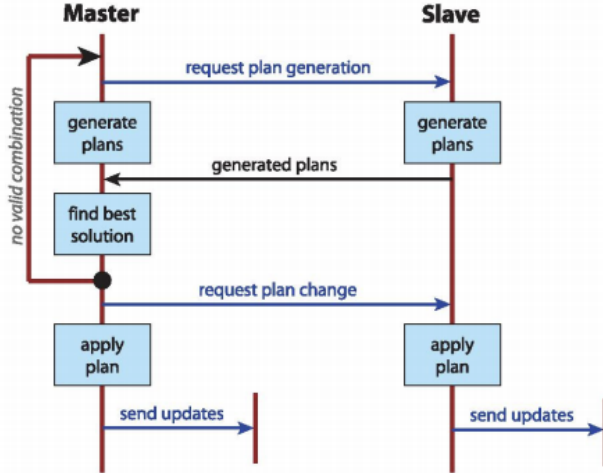 Master
Slave
request plan generation
generate
plans
generate
plans
generated plans
no valid combination
find best
solution
request plan change
apply
plan
apply
plan
send updates
send updates